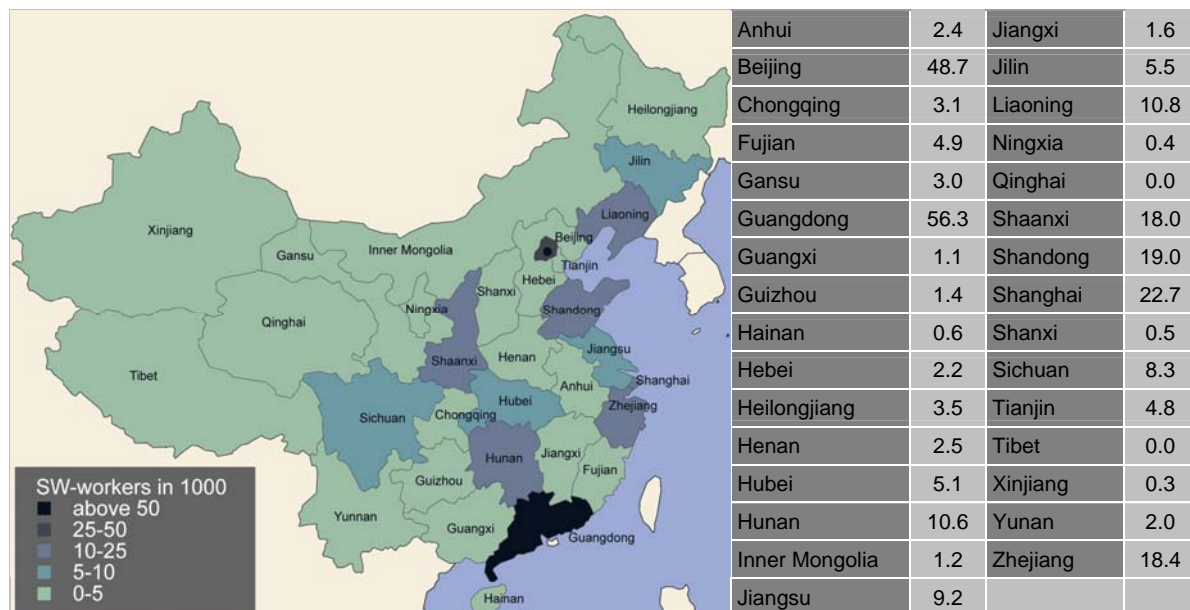 Heilongjiang
Jilin
Liaoning
Xinjiang
Gansu
Inner Mongolia
Beijing
Tianjin
Hebei
Shanxi
Ningxia
Shandong
Qinghai
Shaanxi
Henan
Jiangsu
Tibet
Anhui
Shanghai
Hubei
Zhejiang
Chongqing
Sichuan
Hunan
Jiangxi
Fujian
Guizhou
Yunnan
Guangxi
Guangdong
Hainan
SW-workers in 1000
above 50
25-50
10-25
5-10
0-5
Anhui 2.4 Jiangxi 1.6
Beijing 48.7 Jilin 5.5
Chongqing 3.1 Liaoning 10.8
Fujian 4.9 Ningxia 0.4
Gansu 3.0 Qinghai 0.0
Guangdong 56.3 Shaanxi 18.0
Guangxi 1.1 Shandong 19.0
Guizhou 1.4 Shanghai 22.7
Hainan 0.6 Shanxi 0.5
Hebei 2.2 Sichuan 8.3
Heilongjiang 3.5 Tianjin 4.8
Henan 2.5 Tibet 0.0
Hubei 5.1 Xinjiang 0.3
Hunan 10.6 Yunan 2.0
Inner Mongolia 1.2 Zhejiang 18.4
Jiangsu 9.2